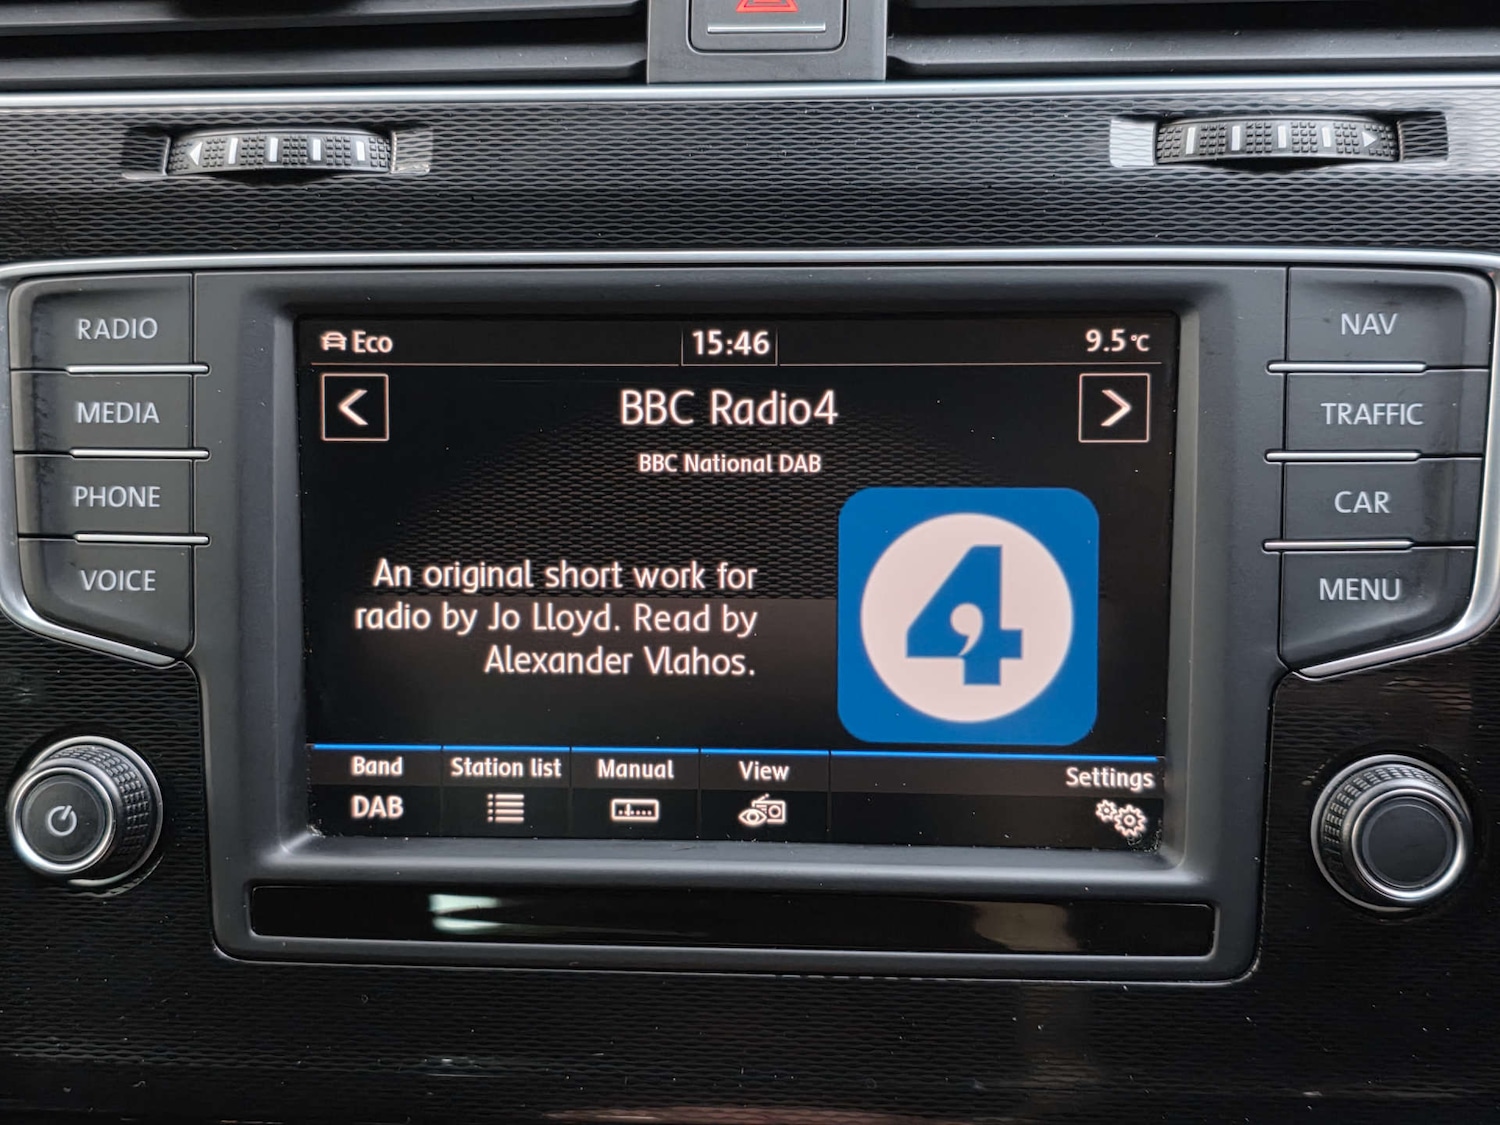 RADIO
MEDIA
PHONE
VOICE
Eco
15:46
9.5°C
BBC Radio4
BBC National DAB
An original short work for
radio by Jo Lloyd. Read by
Alexander Vlahos.
4
Band
DAB
Station list
Manual
View
Settings
NAV
TRAFFIC
CAR
MENU